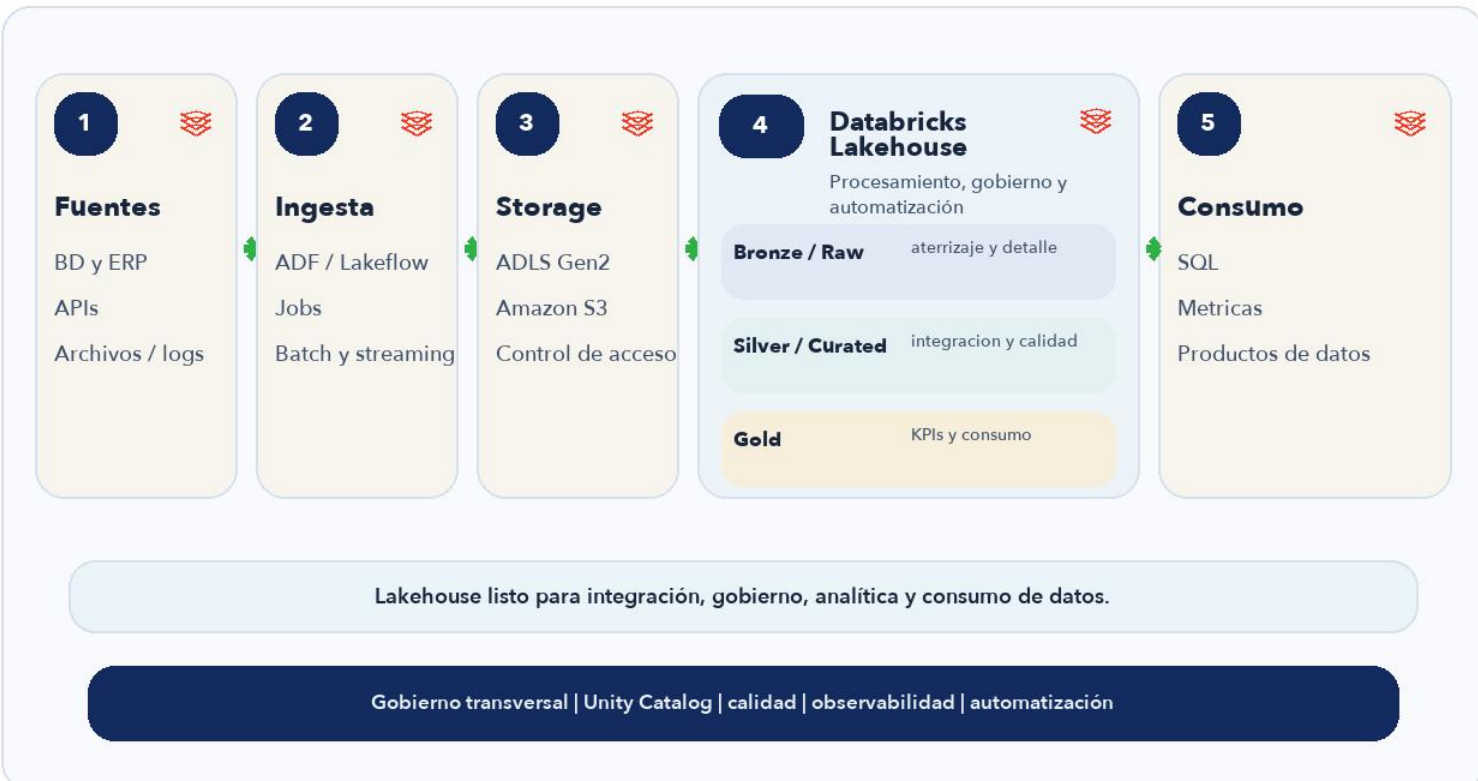 1
Fuentes
BD y ERP
APIs
Archivos / logs
2
Ingesta
ADF / Lakeflow
Jobs
Batch y streaming
3
Storage
ADLS Gen2
Amazon S3
Control de acceso
4
Databricks
Lakehouse
Procesamiento, gobierno y
automatización
Bronze / Raw aterrizaje y detalle
Silver / Curated integracion y calidad
Gold KPIs y consumo
5
Consumo
SQL
Metricas
Productos de datos
Lakehouse listo para integración, gobierno, analítica y consumo de datos.
Gobierno transversal | Unity Catalog | calidad | observabilidad | automatización